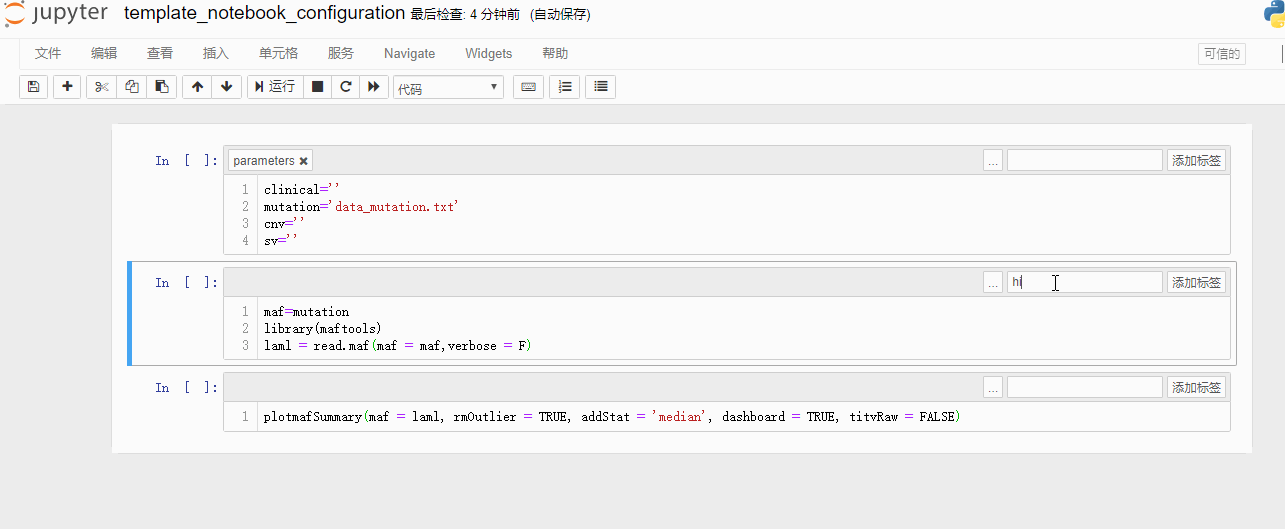 jupyter template_notebook_configuration 最后检查: 4 分钟前 (自动保存)
文件 编辑 查看 插入 单元格 服务 Navigate Widgets 帮助 可信的
运行 代码
In [ ]: parameters ... 添加标签
1 clinical=''
2 mutation='data_mutation.txt'
3 cnv=''
4 sv=''
In [ ]: ... hi 添加标签
1 maf=mutation
2 library(maftools)
3 laml = read.maf(maf = maf,verbose = F)
In [ ]: ... 添加标签
1 plotmafSummary(maf = laml, rmOutlier = TRUE, addStat = 'median', dashboard = TRUE, titvRaw = FALSE)